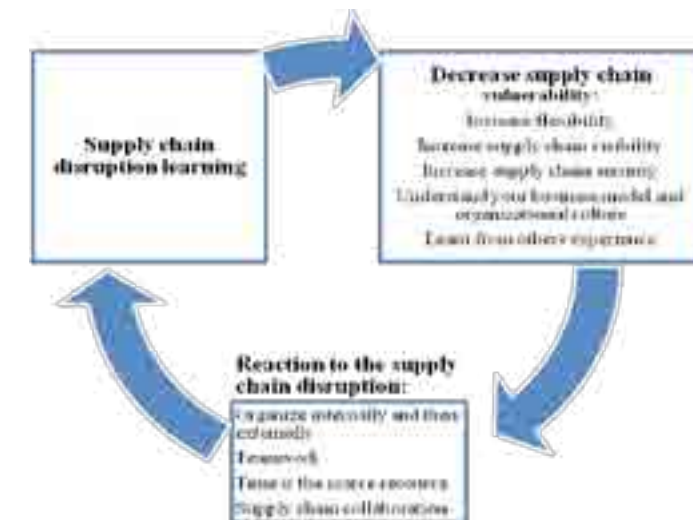 Supply chain
disruption learning
Decrease supply chain
vulnerability:
Increase flexibility
Increase supply chain visibility
Increase supply chain security
Understand your business model and
organizational culture
Learn from others experience
Reaction to the supply
chain disruption:
Organize internally and then
externally
Teamwork
Time is the scarce resource
Supply chain collaboration